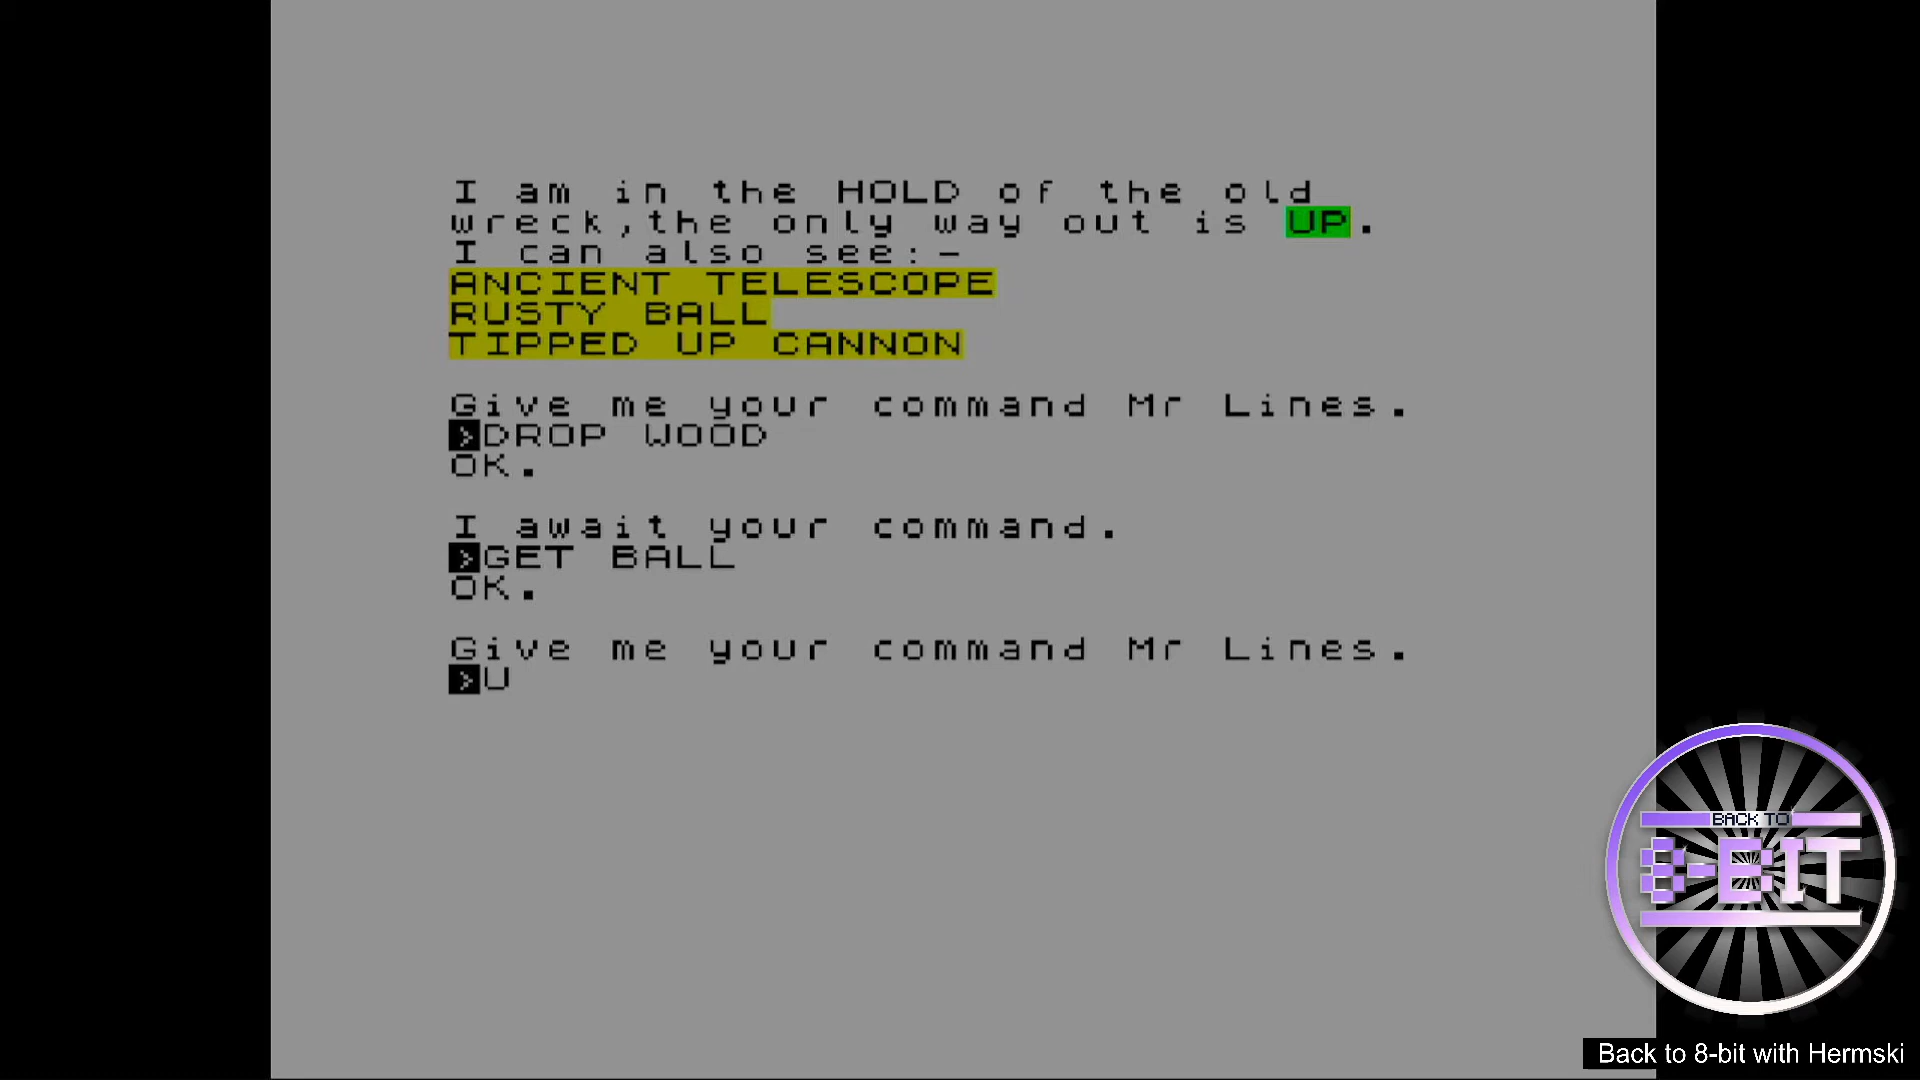 I am in the HOLD of the old
wreck,the only way out is UP.
I can also see:-
ANCIENT TELESCOPE
RUSTY BALL
TIPPED UP CANNON
Give me your command Mr Lines.
>DROP WOOD
OK.
I await your command.
>GET BALL
OK.
Give me your command Mr Lines.
>U
BACK TO
8-BIT
Back to 8-bit with Hermski